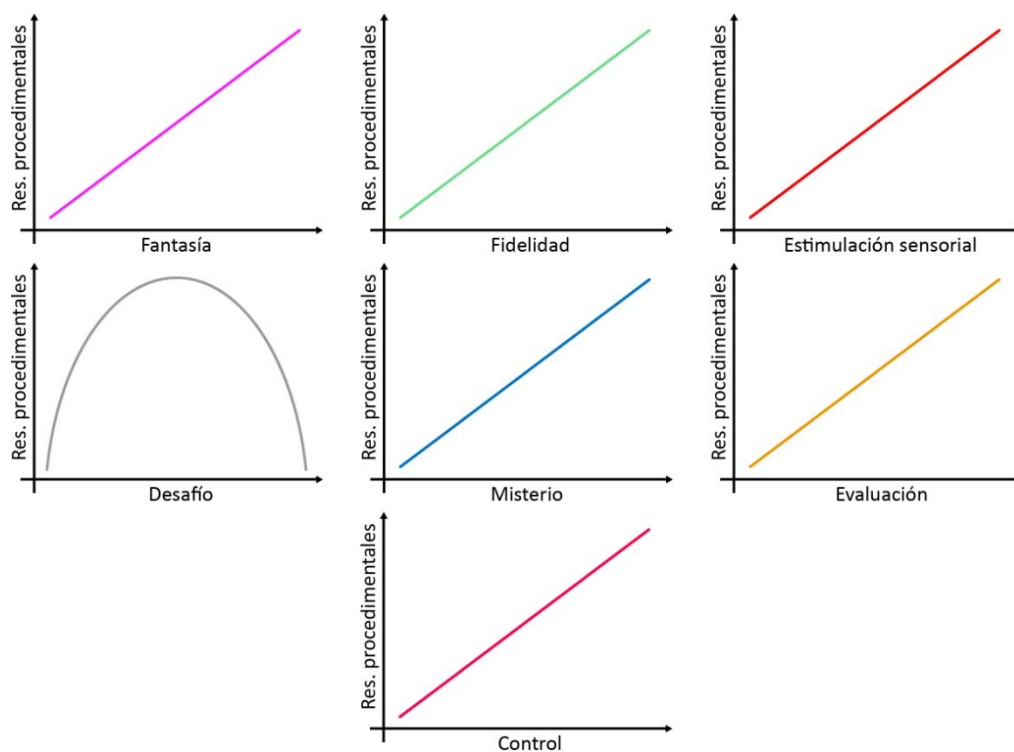 Res. procedimentales
Fantasía
Res. procedimentales
Fidelidad
Res. procedimentales
Estimulación sensorial
Res. procedimentales
Desafío
Res. procedimentales
Misterio
Res. procedimentales
Evaluación
Res. procedimentales
Control